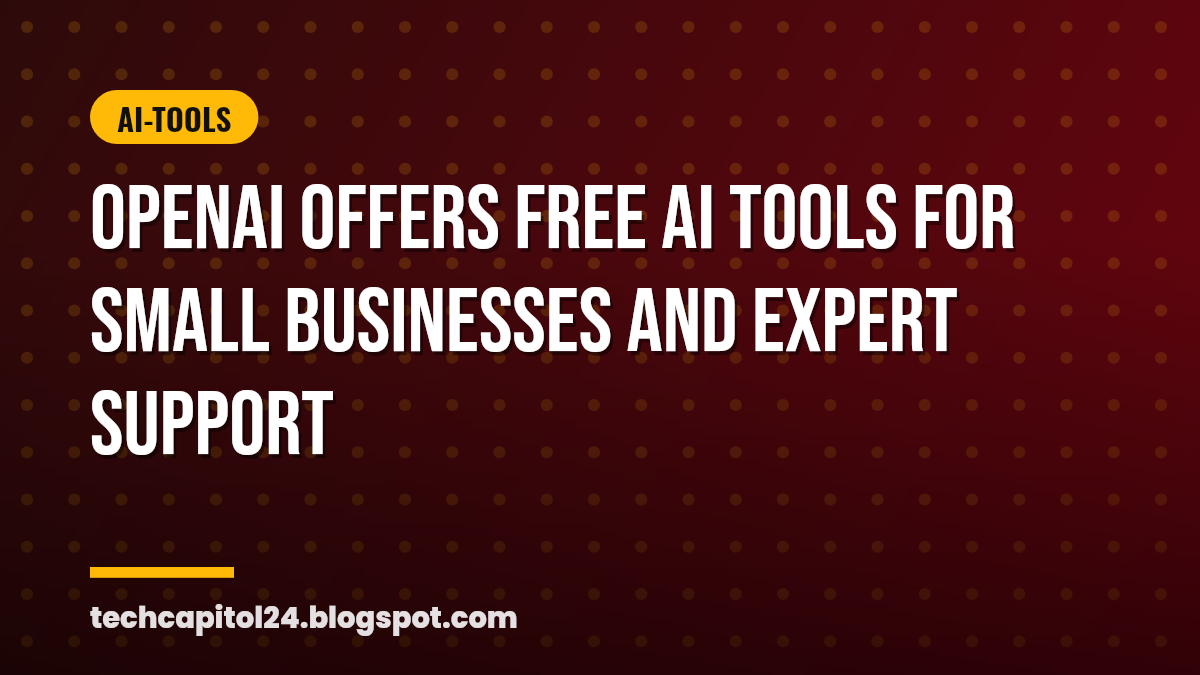 AI-TOOLS
OPENAI OFFERS FREE AI TOOLS FOR
SMALL BUSINESSES AND EXPERT
SUPPORT
techcapitol24.blogspot.com